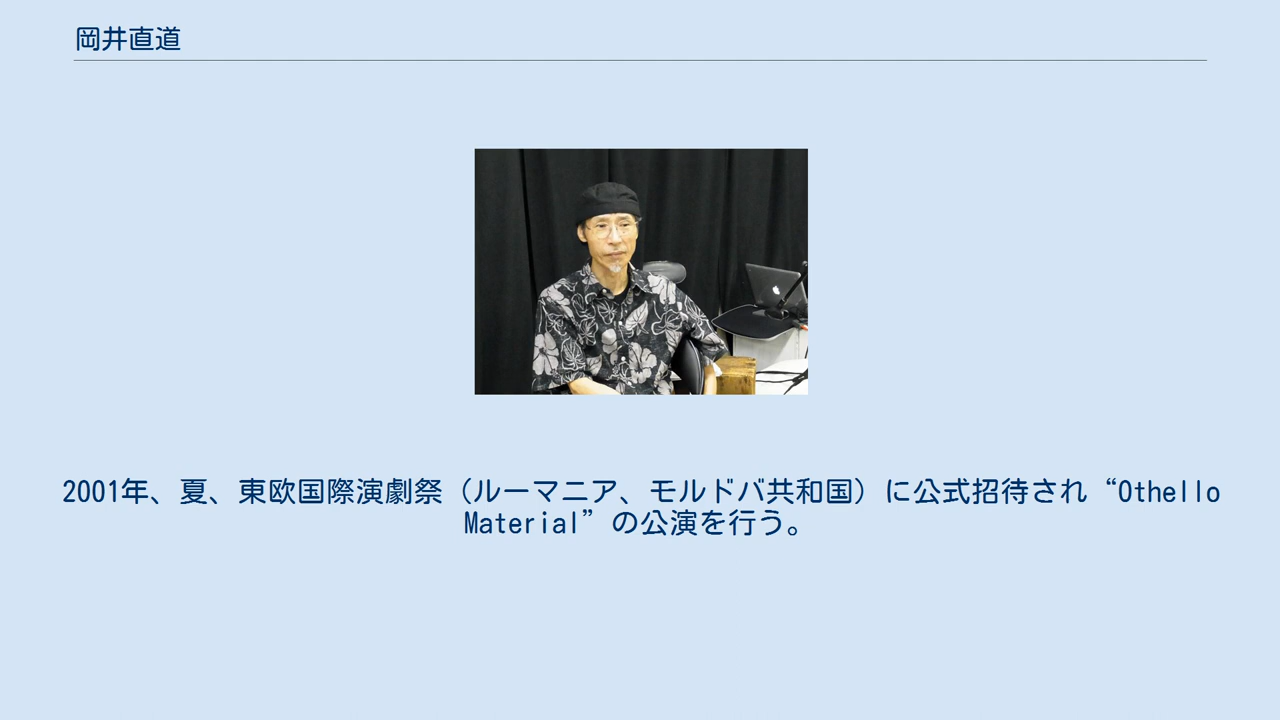 岡井直道
2001年、夏、東欧国際演劇祭（ルーマニア、モルドバ共和国）に公式招待され“Othello
Material”の公演を行う。